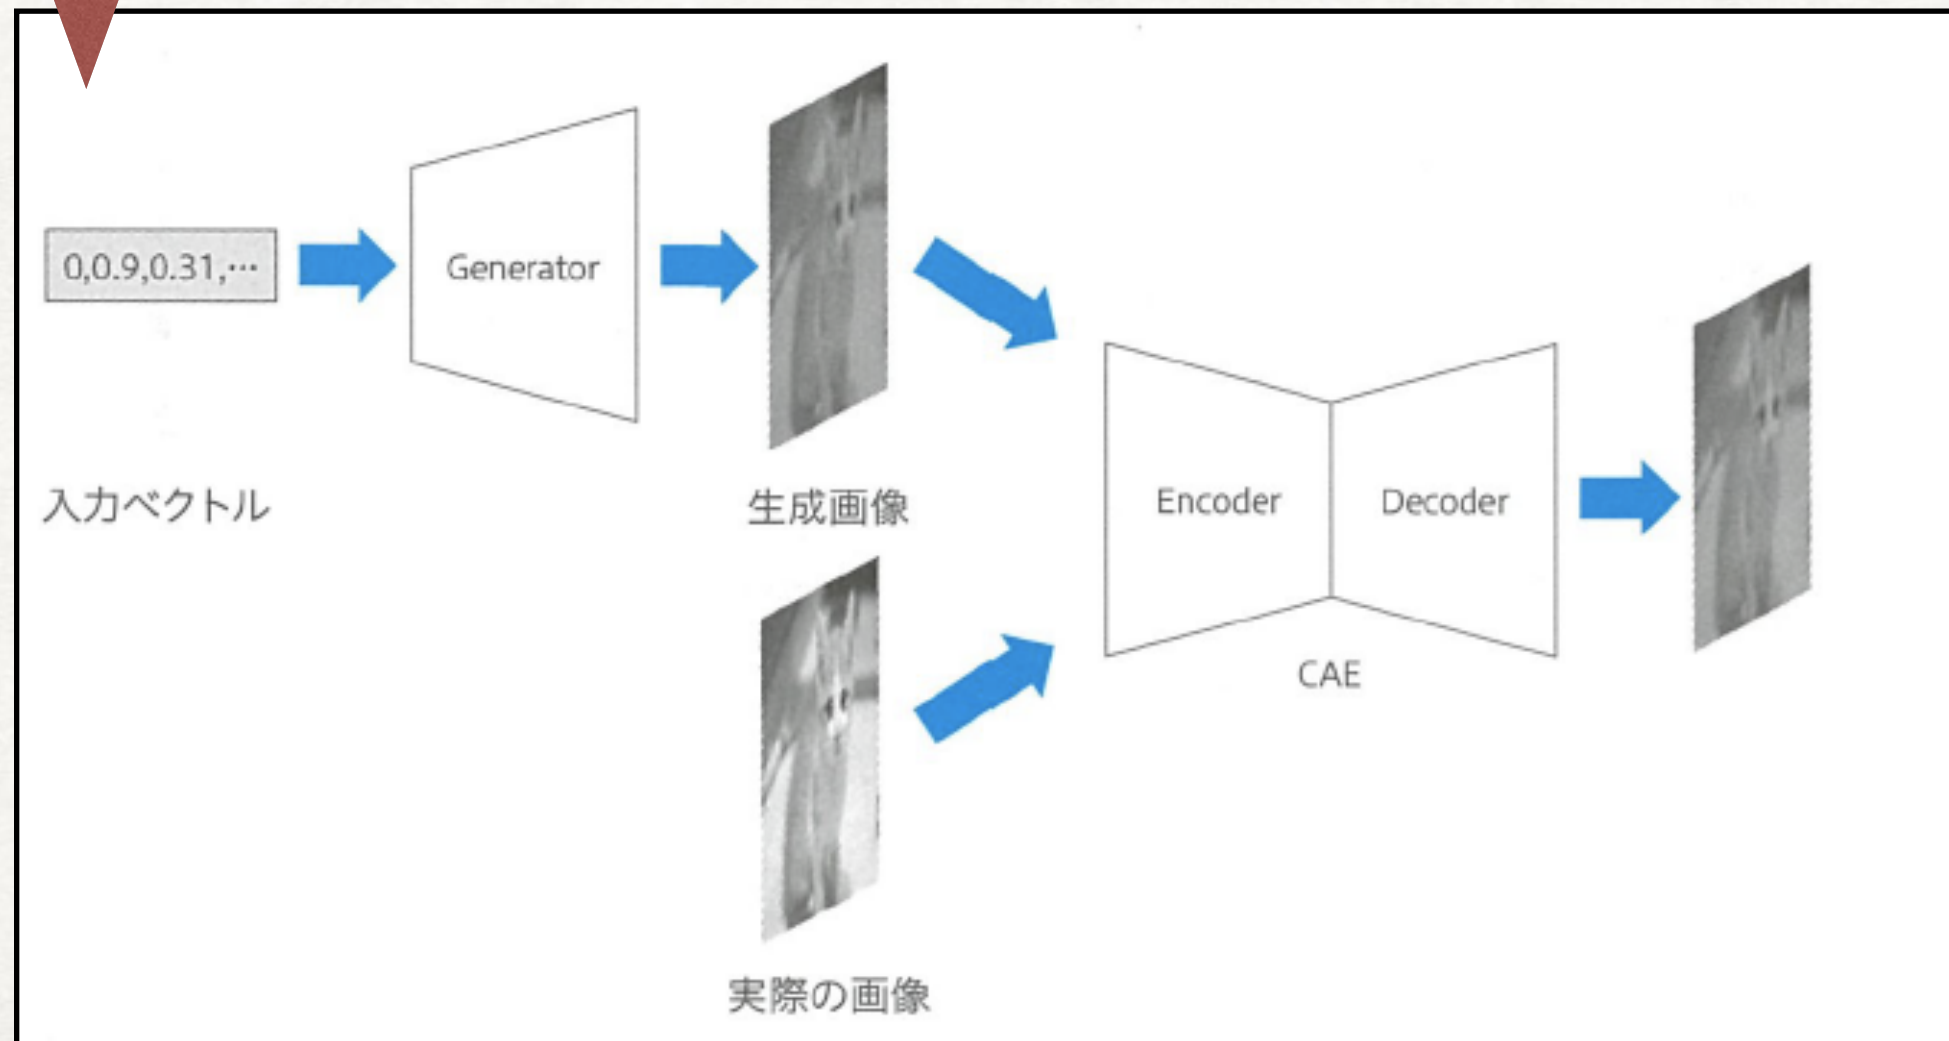 0,0.9,0.31,…
Generator
入力ベクトル
生成画像
Encoder
Decoder
CAE
実際の画像